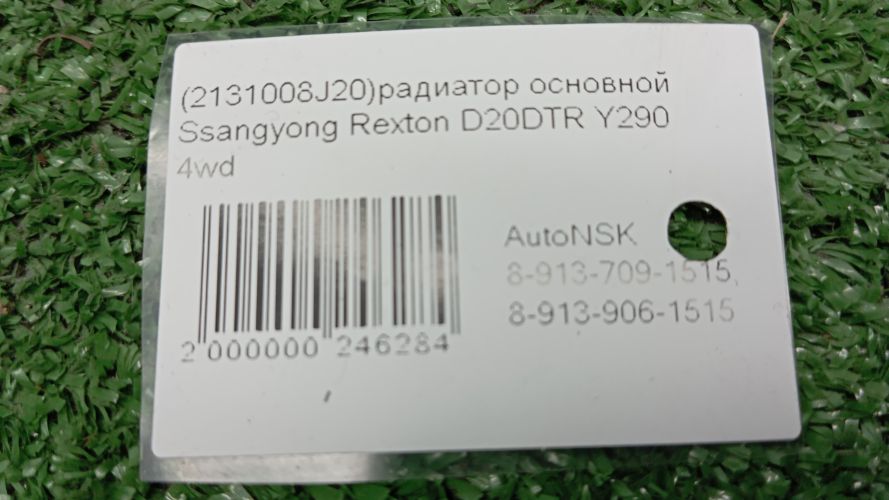 (2131008J20)радиатор основной
Ssangyong Rexton D20DTR Y290
4wd
AutoNSK
8-913-709-1515,
8-913-906-1515
2 000000 246284